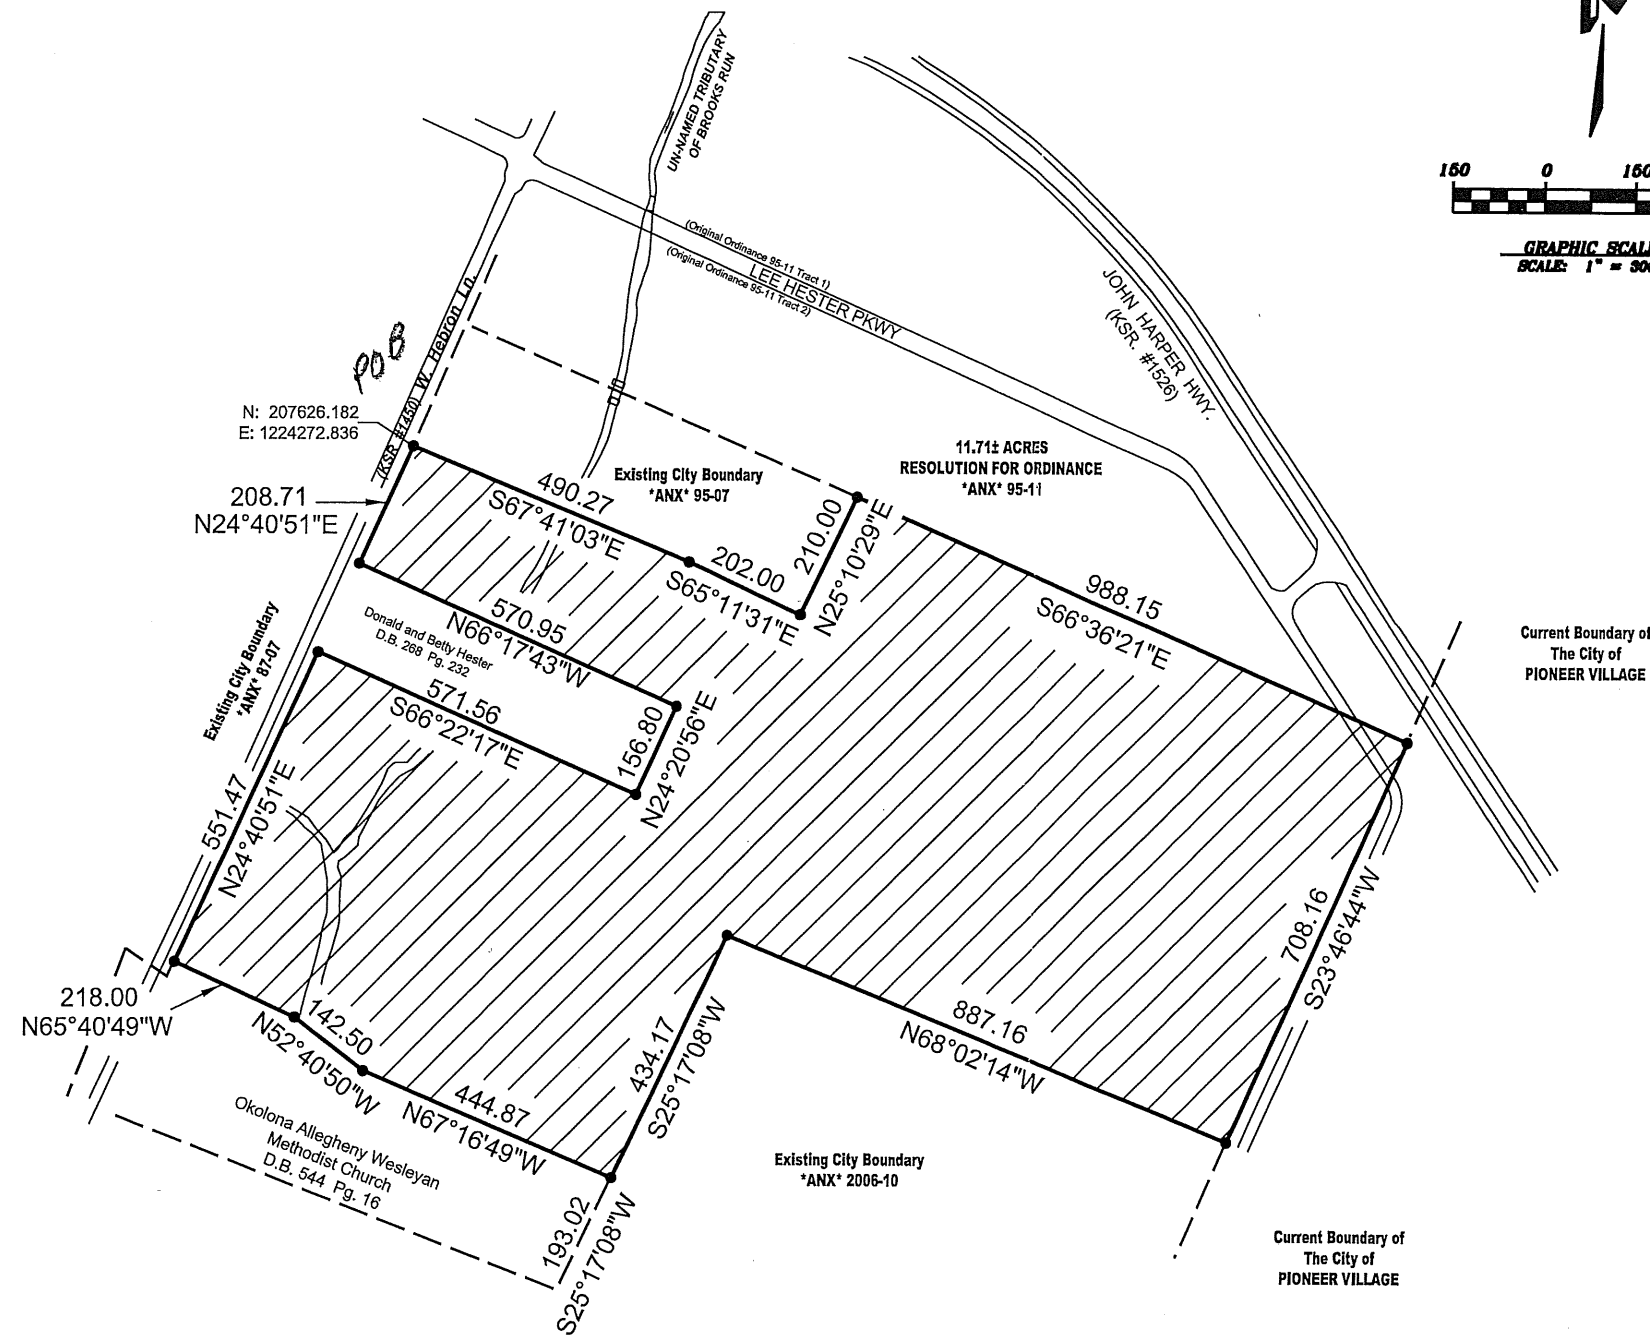 UN-NAMED TRIBUTARY
OF BROOKS RUN
150 0 150
GRAPHIC SCAL
SCALE: 1" = 30
(Original Ordinance 95-11 Tract 1)
LEE HESTER PKWY
(Original Ordinance 95-11 Tract 2)
JOHN HARPER HWY.
(KSR. #1526)
W. Hebron Ln.
(KSR #1450)
POB
N: 207626.182
E: 1224272.836
11.71± ACRES
RESOLUTION FOR ORDINANCE
*ANX* 95-11
Existing City Boundary
*ANX* 95-07
490.27
S67°41'03"E
208.71
N24°40'51"E
202.00
S65°11'31"E
210.00
N25°10'29"E
988.15
S66°36'21"E
570.95
N66°17'43"W
Donald and Betty Hester
D.B. 268 Pg. 232
571.56
S66°22'17"E
156.80
N24°20'56"E
Existing City Boundary
*ANX* 87-07
Current Boundary of
The City of
PIONEER VILLAGE
551.47
N24°40'51"E
708.16
S23°46'44"W
218.00
N65°40'49"W
142.50
N52°40'50"W
444.87
N67°16'49"W
434.17
S25°17'08"W
887.16
N68°02'14"W
Okolona Allegheny Wesleyan
Methodist Church
D.B. 544 Pg. 16
193.02
S25°17'08"W
Existing City Boundary
*ANX* 2006-10
Current Boundary of
The City of
PIONEER VILLAGE